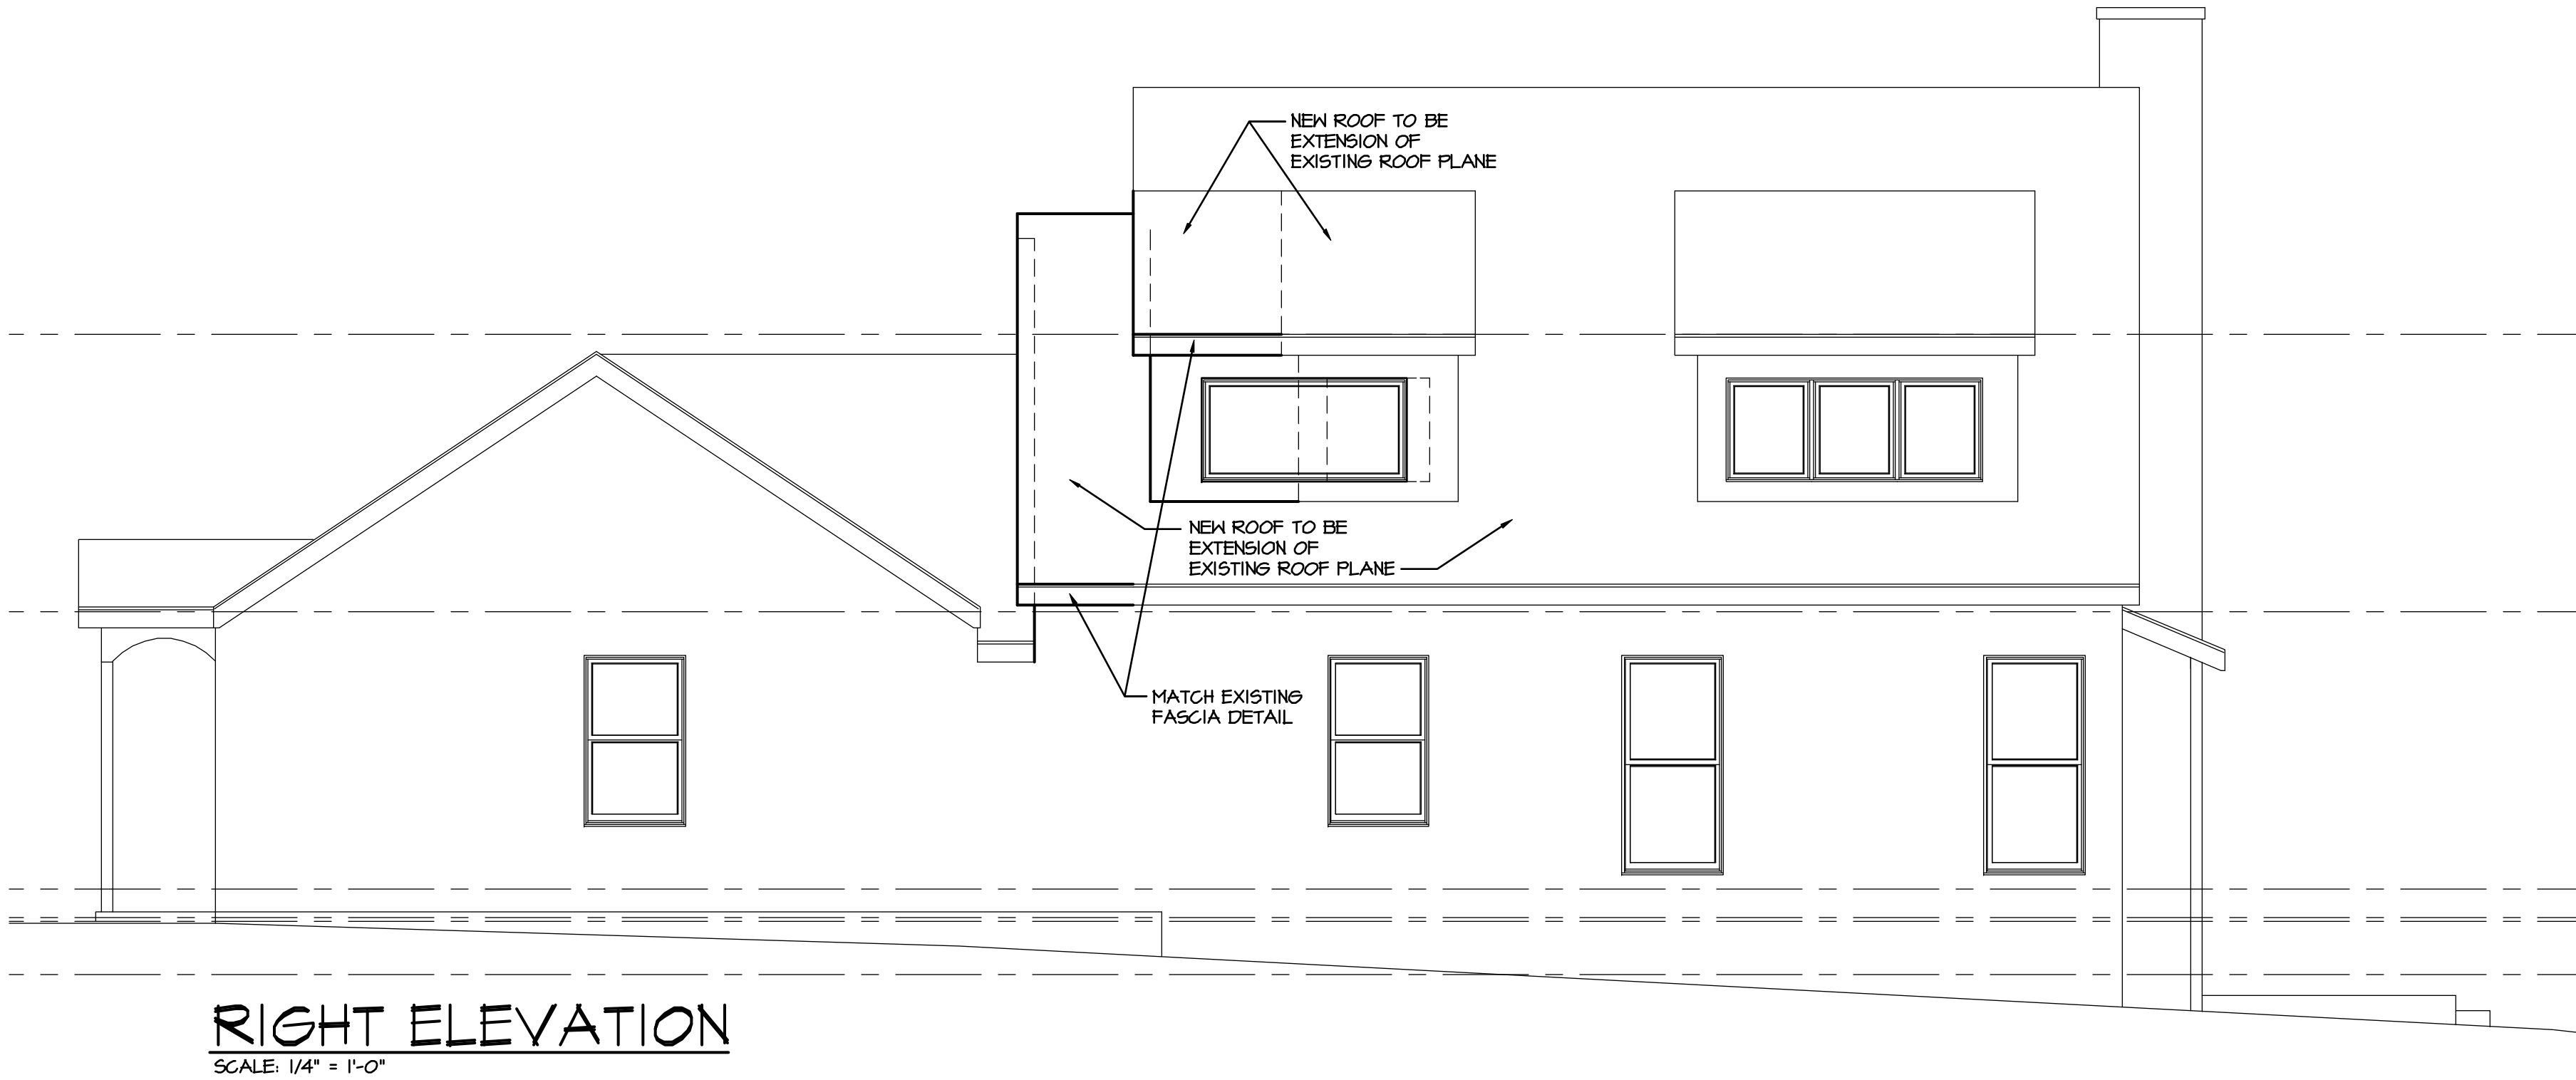 NEW ROOF TO BE
EXTENSION OF
EXISTING ROOF PLANE
NEW ROOF TO BE
EXTENSION OF
EXISTING ROOF PLANE
MATCH EXISTING
FASCIA DETAIL
RIGHT ELEVATION
SCALE: 1/4" = 1'-0"